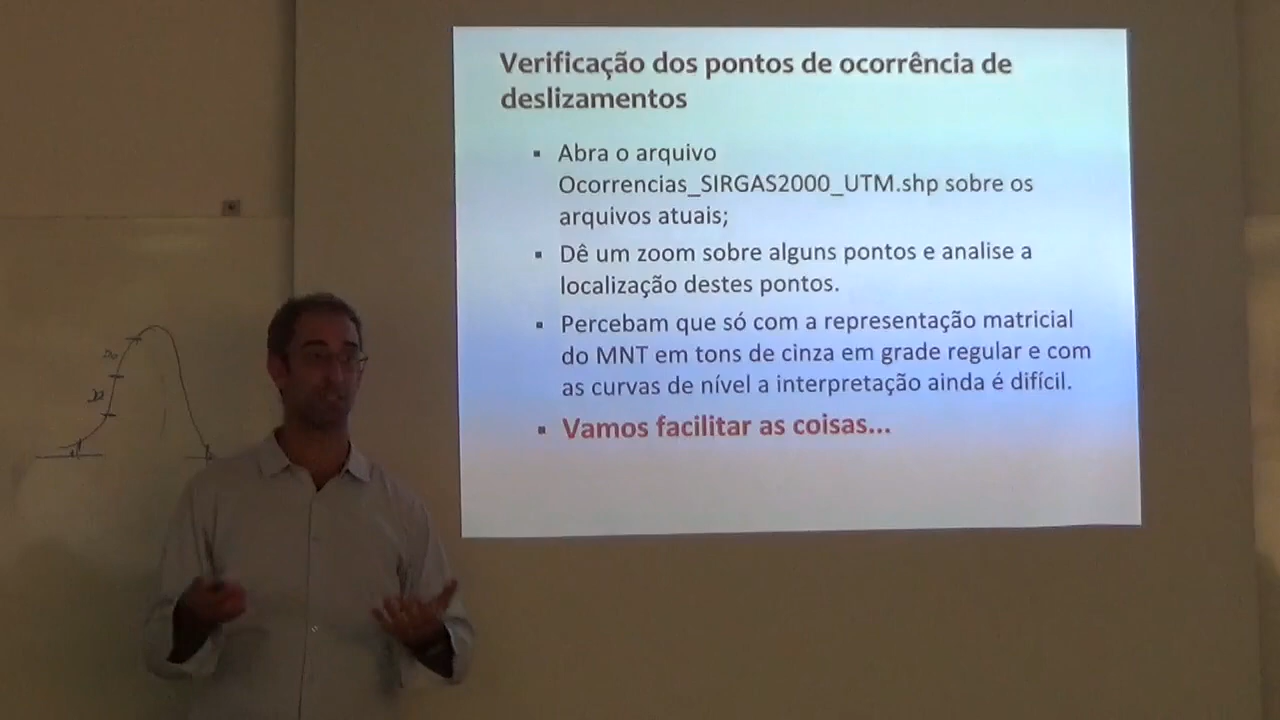 Verificação dos pontos de ocorrência de
deslizamentos
▪ Abra o arquivo
Ocorrencias_SIRGAS2000_UTM.shp sobre os
arquivos atuais;
▪ Dê um zoom sobre alguns pontos e analise a
localização destes pontos.
▪ Percebam que só com a representação matricial
do MNT em tons de cinza em grade regular e com
as curvas de nível a interpretação ainda é difícil.
▪ Vamos facilitar as coisas...